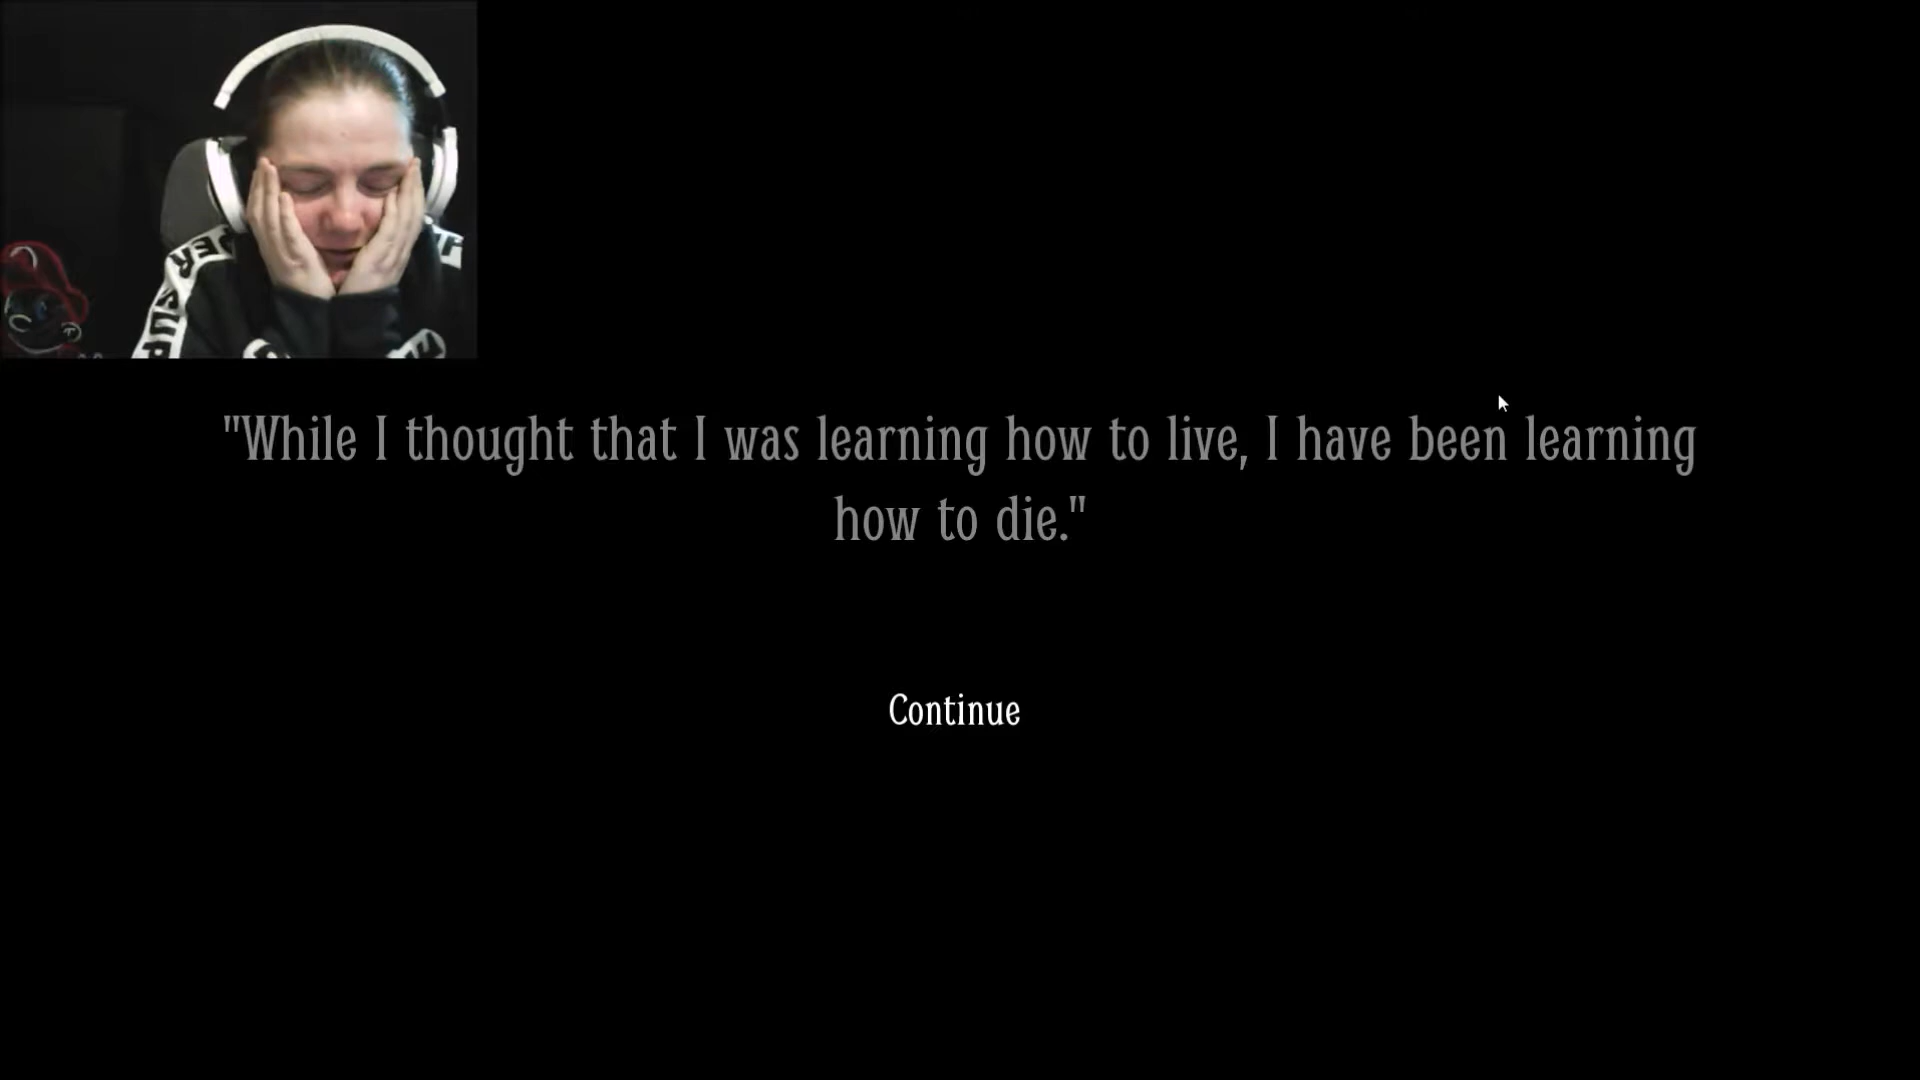 "While I thought that I was learning how to live, I have been learning
how to die."
Continue